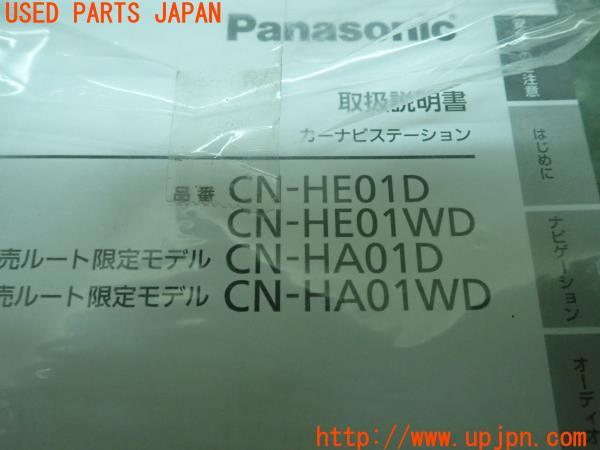 USED PARTS JAPAN
Panasonic
取扱説明書
カーナビステーション
品番 CN-HE01D
CN-HE01WD
売ルート限定モデル CN-HA01D
売ルート限定モデル CN-HA01WD
注意
はじめに
ナビゲーション
オーディオ
http://www.upjpn.com/